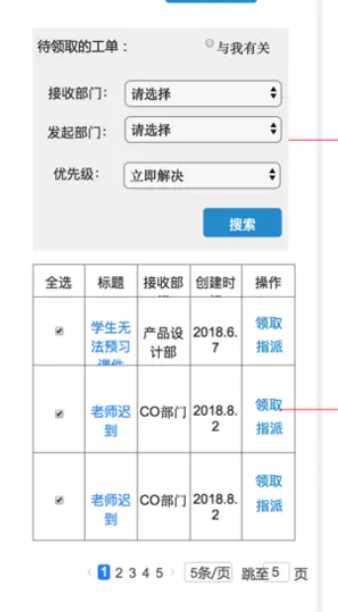 待领取的工单：
与我有关
接收部门： 请选择
发起部门： 请选择
优先级： 立即解决
搜索
全选 标题 接收部 创建时 操作
学生无
法预习
课件
产品设
计部
2018.6.
7
领取
指派
老师迟
到
CO部门
2018.8.
2
领取
指派
老师迟
到
CO部门
2018.8.
2
领取
指派
1 2 3 4 5 5条/页 跳至 5 页